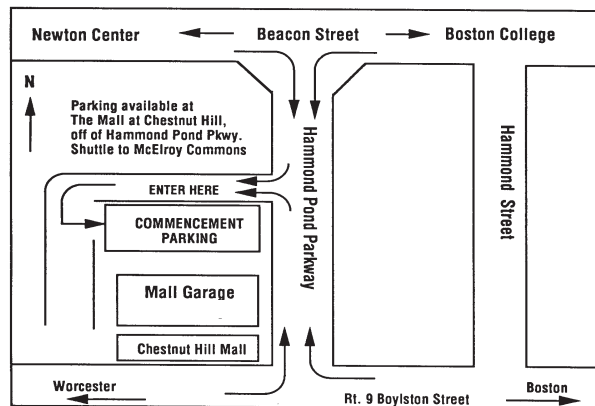 Newton Center
Beacon Street
Boston College
N
Parking available at
The Mall at Chestnut Hill,
off of Hammond Pond Pkwy.
Shuttle to McElroy Commons
ENTER HERE
COMMENCEMENT
PARKING
Mall Garage
Chestnut Hill Mall
Hammond Pond Parkway
Hammond Street
Worcester
Rt. 9 Boylston Street
Boston